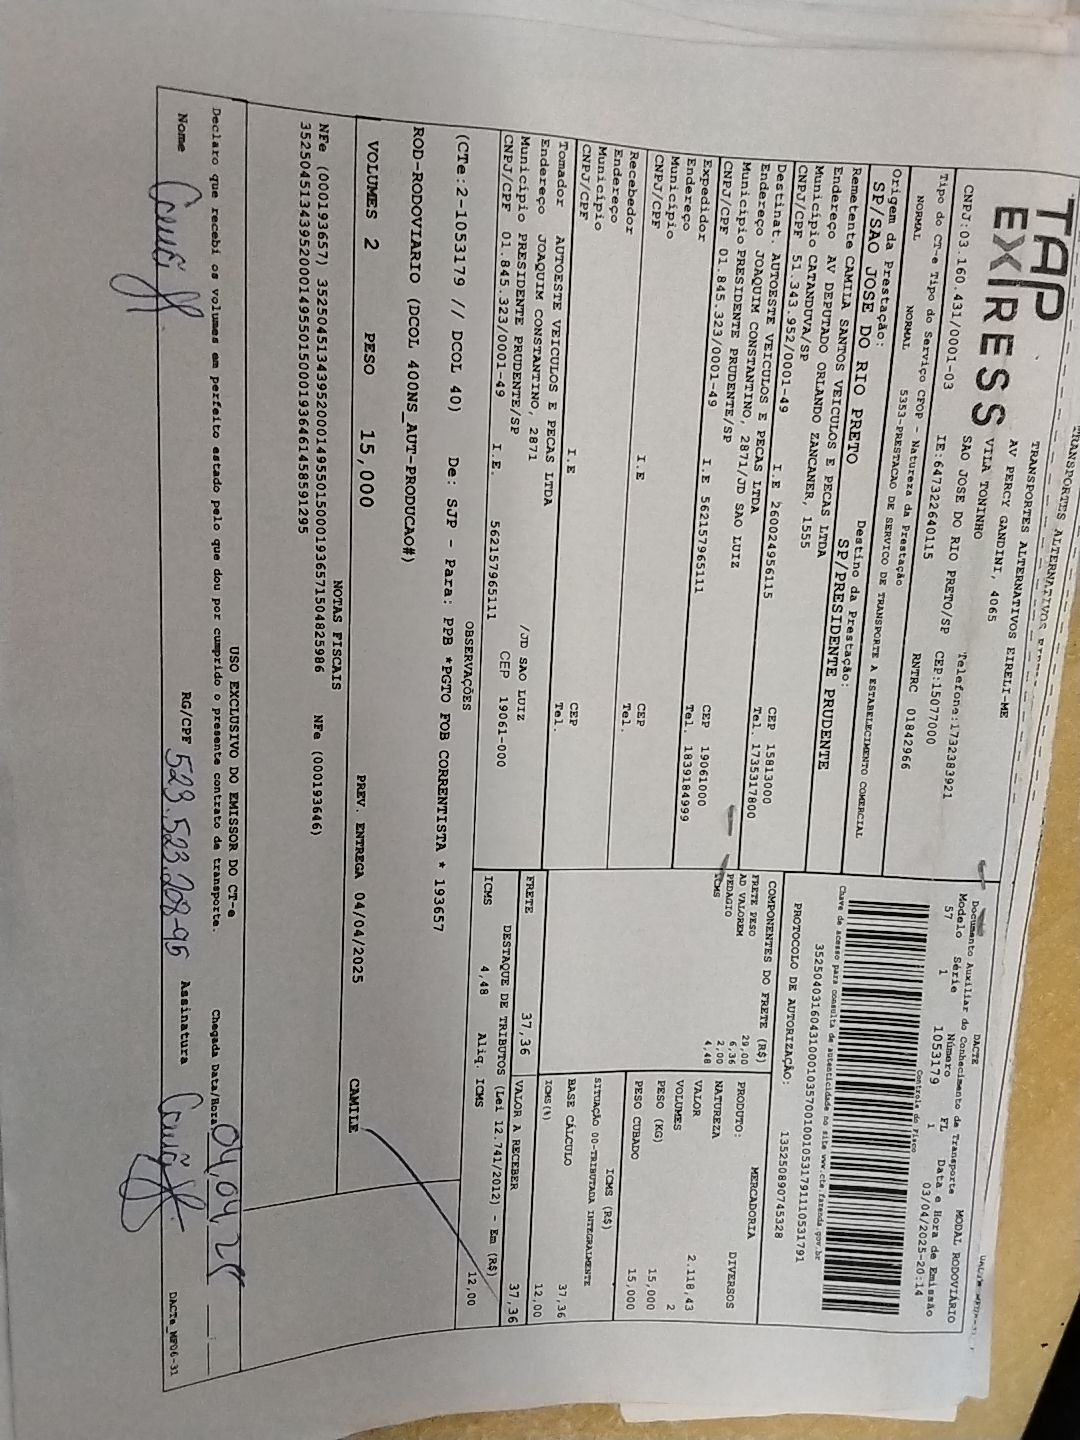 TRANSPORTES ALTERNATIVOS EIRELI-ME
TAP
EXPRESS
TRANSPORTES ALTERNATIVOS EIRELI-ME
AV PERCY GANDINI, 4065
VILA TONINHO
SAO JOSE DO RIO PRETO/SP Telefone:1732383921
CNPJ:03.160.431/0001-03 IE:647322640115 CEP:15077000
RNTRC 01842966
DACTE
Documento Auxiliar do Conhecimento de Transporte MODAL RODOVIÁRIO
Modelo Série Número FL Data e Hora de Emissão
57 1 1053179 1 03/04/2025-20:14
Controle do Fisco
Tipo do CT-e Tipo do Serviço CFOP - Natureza da Prestação
NORMAL NORMAL 5353-PRESTACAO DE SERVICO DE TRANSPORTE A ESTABELECIMENTO COMERCIAL
Chave de acesso para consulta de autenticidade no site www.cte.fazenda.gov.br
35250403160431000103570010010531791110531791
PROTOCOLO DE AUTORIZAÇÃO: 135250890745328
Origem da Prestação: Destino da Prestação:
SP/SAO JOSE DO RIO PRETO SP/PRESIDENTE PRUDENTE
Remetente CAMILA SANTOS VEICULOS E PECAS LTDA
Endereço AV DEPUTADO ORLANDO ZANCANER, 1555
Município CATANDUVA/SP CEP 15813000
CNPJ/CPF 51.343.952/0001-49 I.E 260024956115 Tel. 1735317800
Destinat. AUTOESTE VEICULOS E PECAS LTDA
Endereço JOAQUIM CONSTANTINO, 2871/JD SAO LUIZ
Município PRESIDENTE PRUDENTE/SP CEP 19061000
CNPJ/CPF 01.845.323/0001-49 I.E 562157965111 Tel. 1839184999
Expedidor
Endereço
Município CEP
CNPJ/CPF I.E Tel.
Recebedor
Endereço
Município CEP
CNPJ/CPF I.E Tel.
Tomador AUTOESTE VEICULOS E PECAS LTDA
Endereço JOAQUIM CONSTANTINO, 2871 /JD SAO LUIZ
Município PRESIDENTE PRUDENTE/SP CEP 19061-000
CNPJ/CPF 01.845.323/0001-49 I.E. 562157965111
COMPONENTES DO FRETE (R$)
FRETE PESO 29,00
AD VALOREM 6,36
PEDAGIO 2,00
ICMS 4,48
MERCADORIA
PRODUTO: DIVERSOS
NATUREZA
VALOR 2.118,43
VOLUMES 2
PESO (KG) 15,000
PESO CUBADO 15,000
ICMS (R$)
SITUAÇÃO 00-TRIBUTADA INTEGRALMENTE
BASE CÁLCULO 37,36
ICMS(%) 12,00
FRETE 37,36 VALOR A RECEBER 37,36
DESTAQUE DE TRIBUTOS (Lei 12.741/2012) - Em (R$)
ICMS 4,48 Aliq. ICMS 12,00
OBSERVAÇÕES
(CTe:2-1053179 // DCOL 40) De: SJP - Para: PPB *PGTO FOB CORRENTISTA * 193657
ROD-RODOVIARIO (DCOL 400NS_AUT-PRODUCAO#)
VOLUMES 2 PESO 15,000 PREV. ENTREGA 04/04/2025 CAMILE
NOTAS FISCAIS
NFe (000193657) 35250451343952000149550150001936571504825986 NFe (000193646)
35250451343952000149550150001936461458591295
USO EXCLUSIVO DO EMISSOR DO CT-e
Declaro que recebi os volumes em perfeito estado pelo que dou por cumprido o presente contrato de transporte. Chegada Data/Hora 04,04,25
Nome RG/CPF 523.523.208-95 Assinatura
DACTe_MF06-31